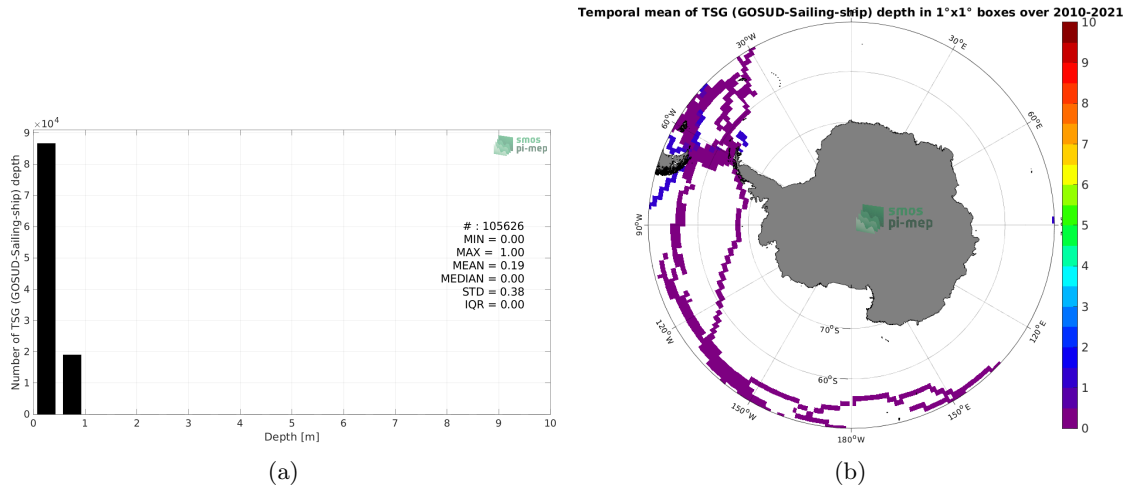 ×10⁴
9
8
7
6
5
4
3
2
1
0
Number of TSG (GOSUD-Sailing-ship) depth
smos
pi-mep
# : 105626
MIN = 0.00
MAX = 1.00
MEAN = 0.19
MEDIAN = 0.00
STD = 0.38
IQR = 0.00
0 1 2 3 4 5 6 7 8 9 10
Depth [m]
(a)
Temporal mean of TSG (GOSUD-Sailing-ship) depth in 1°x1° boxes over 2010-2021
30°W
30°E
60°W
60°E
90°W
smos
pi-mep
120°W
120°E
70°S
60°S
150°W
150°E
180°W
10
9
8
7
6
5
4
3
2
1
0
(b)